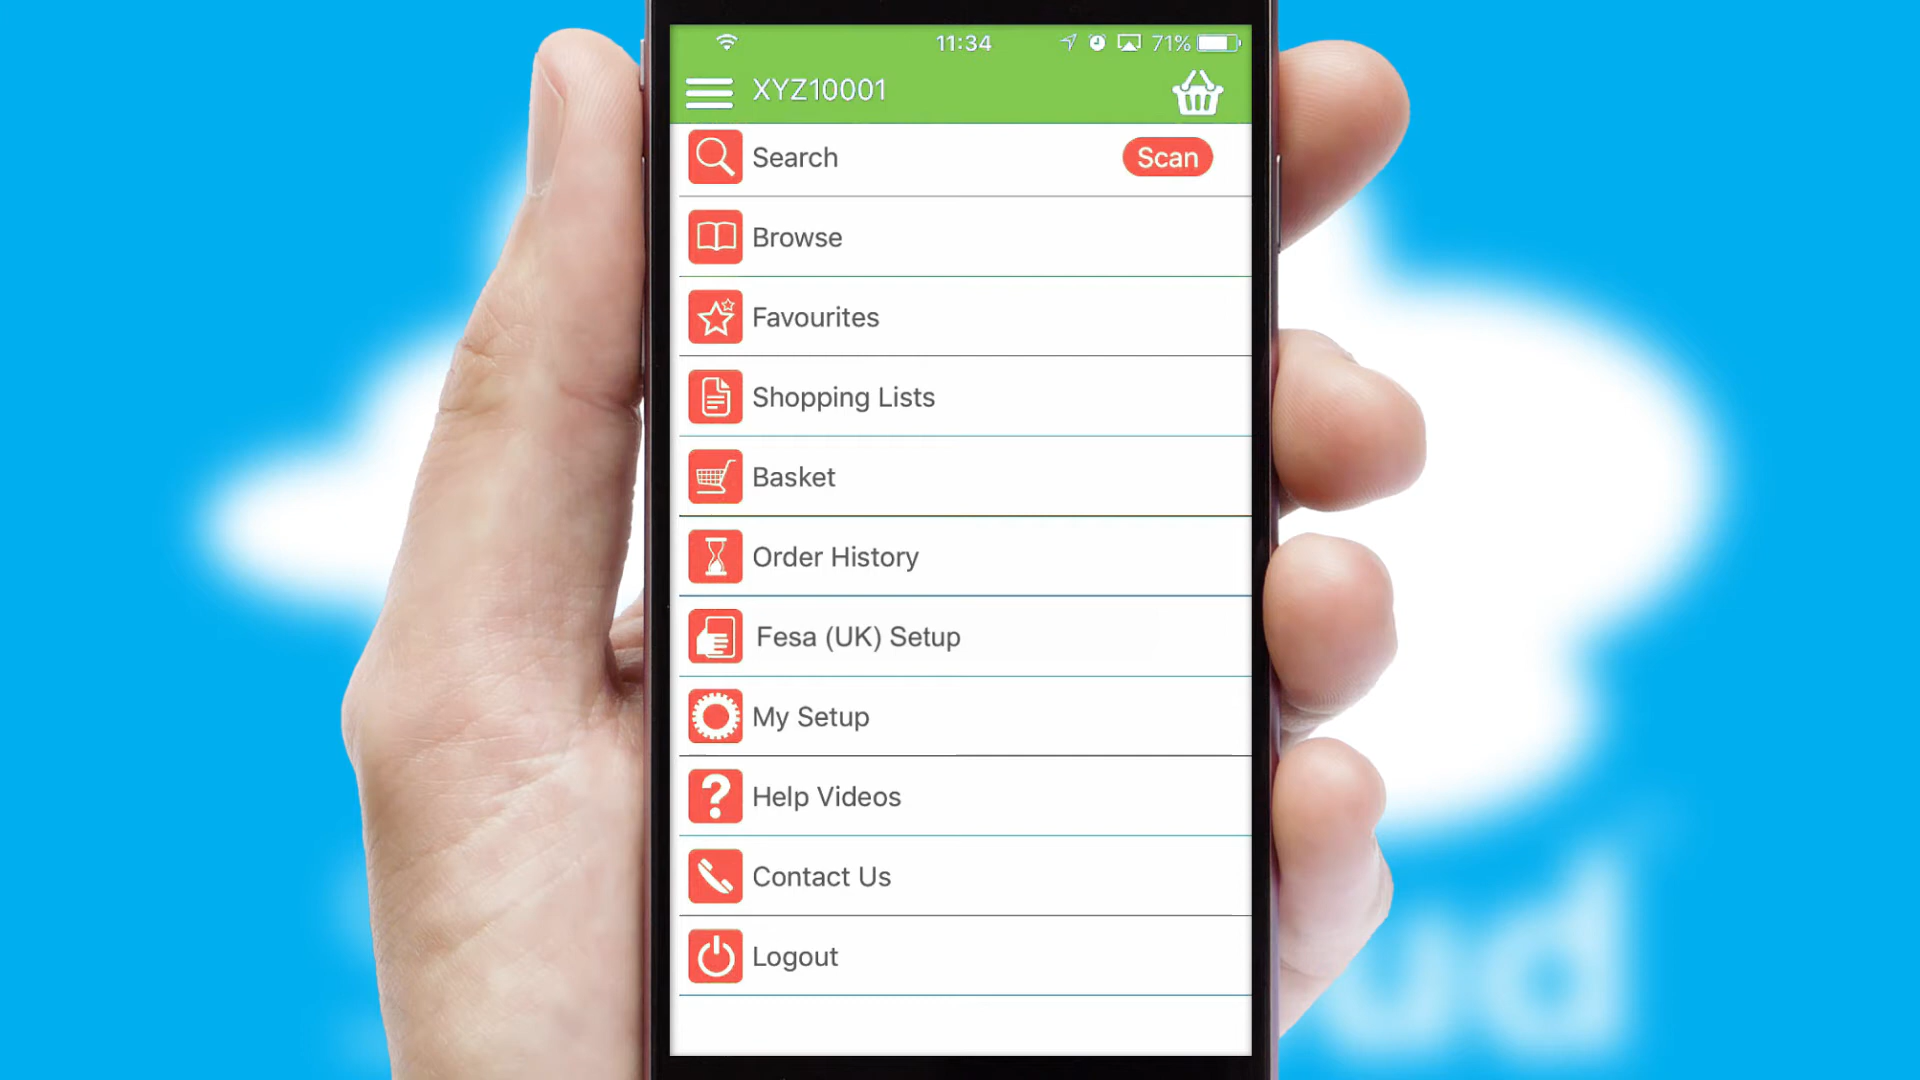 11:34
71%
XYZ10001
Search
Scan
Browse
Favourites
Shopping Lists
Basket
Order History
Fesa (UK) Setup
My Setup
Help Videos
Contact Us
Logout